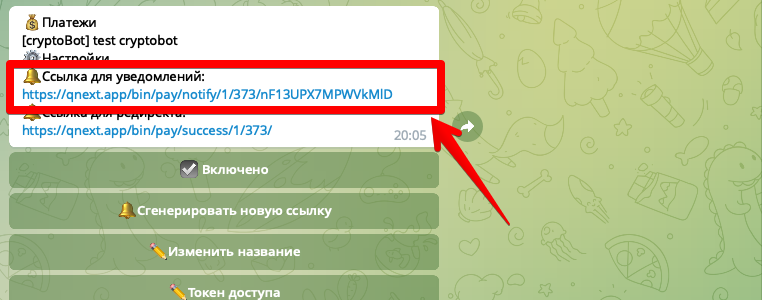 💰Платежи
[cryptoBot] test cryptobot
⚙️Настройки
🔔Ссылка для уведомлений:
https://qnext.app/bin/pay/notify/1/373/nF13UPX7MPWVkMlD
🔔Ссылка для редиректа:
https://qnext.app/bin/pay/success/1/373/
20:05
☑️ Включено
🔔Сгенерировать новую ссылку
✏️Изменить название
✏️Токен доступа